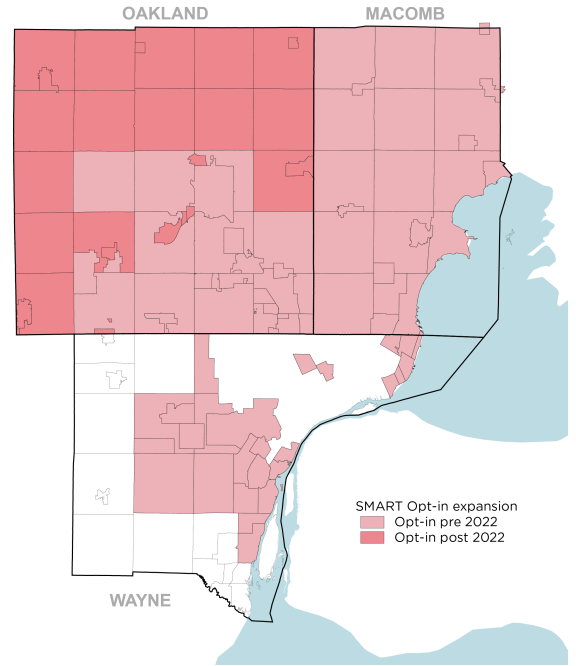 OAKLAND
MACOMB
SMART Opt-in expansion
Opt-in pre 2022
Opt-in post 2022
WAYNE